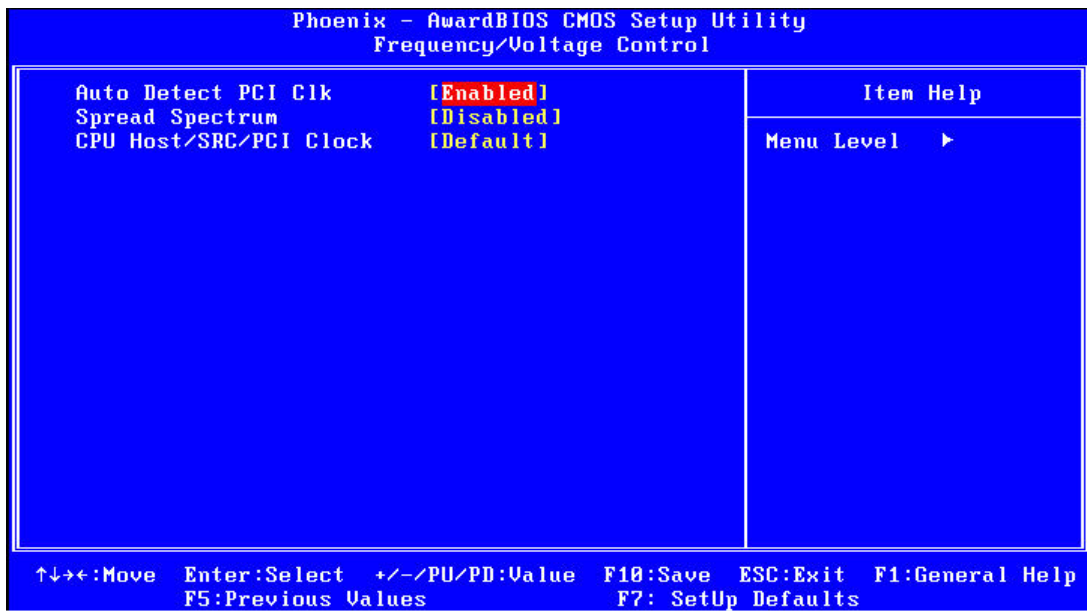 Phoenix - AwardBIOS CMOS Setup Utility
Frequency/Voltage Control
Auto Detect PCI Clk [Enabled]
Spread Spectrum [Disabled]
CPU Host/SRC/PCI Clock [Default]
Item Help
Menu Level ►
↑↓→←:Move Enter:Select +/-/PU/PD:Value F10:Save ESC:Exit F1:General Help
F5:Previous Values F7: SetUp Defaults